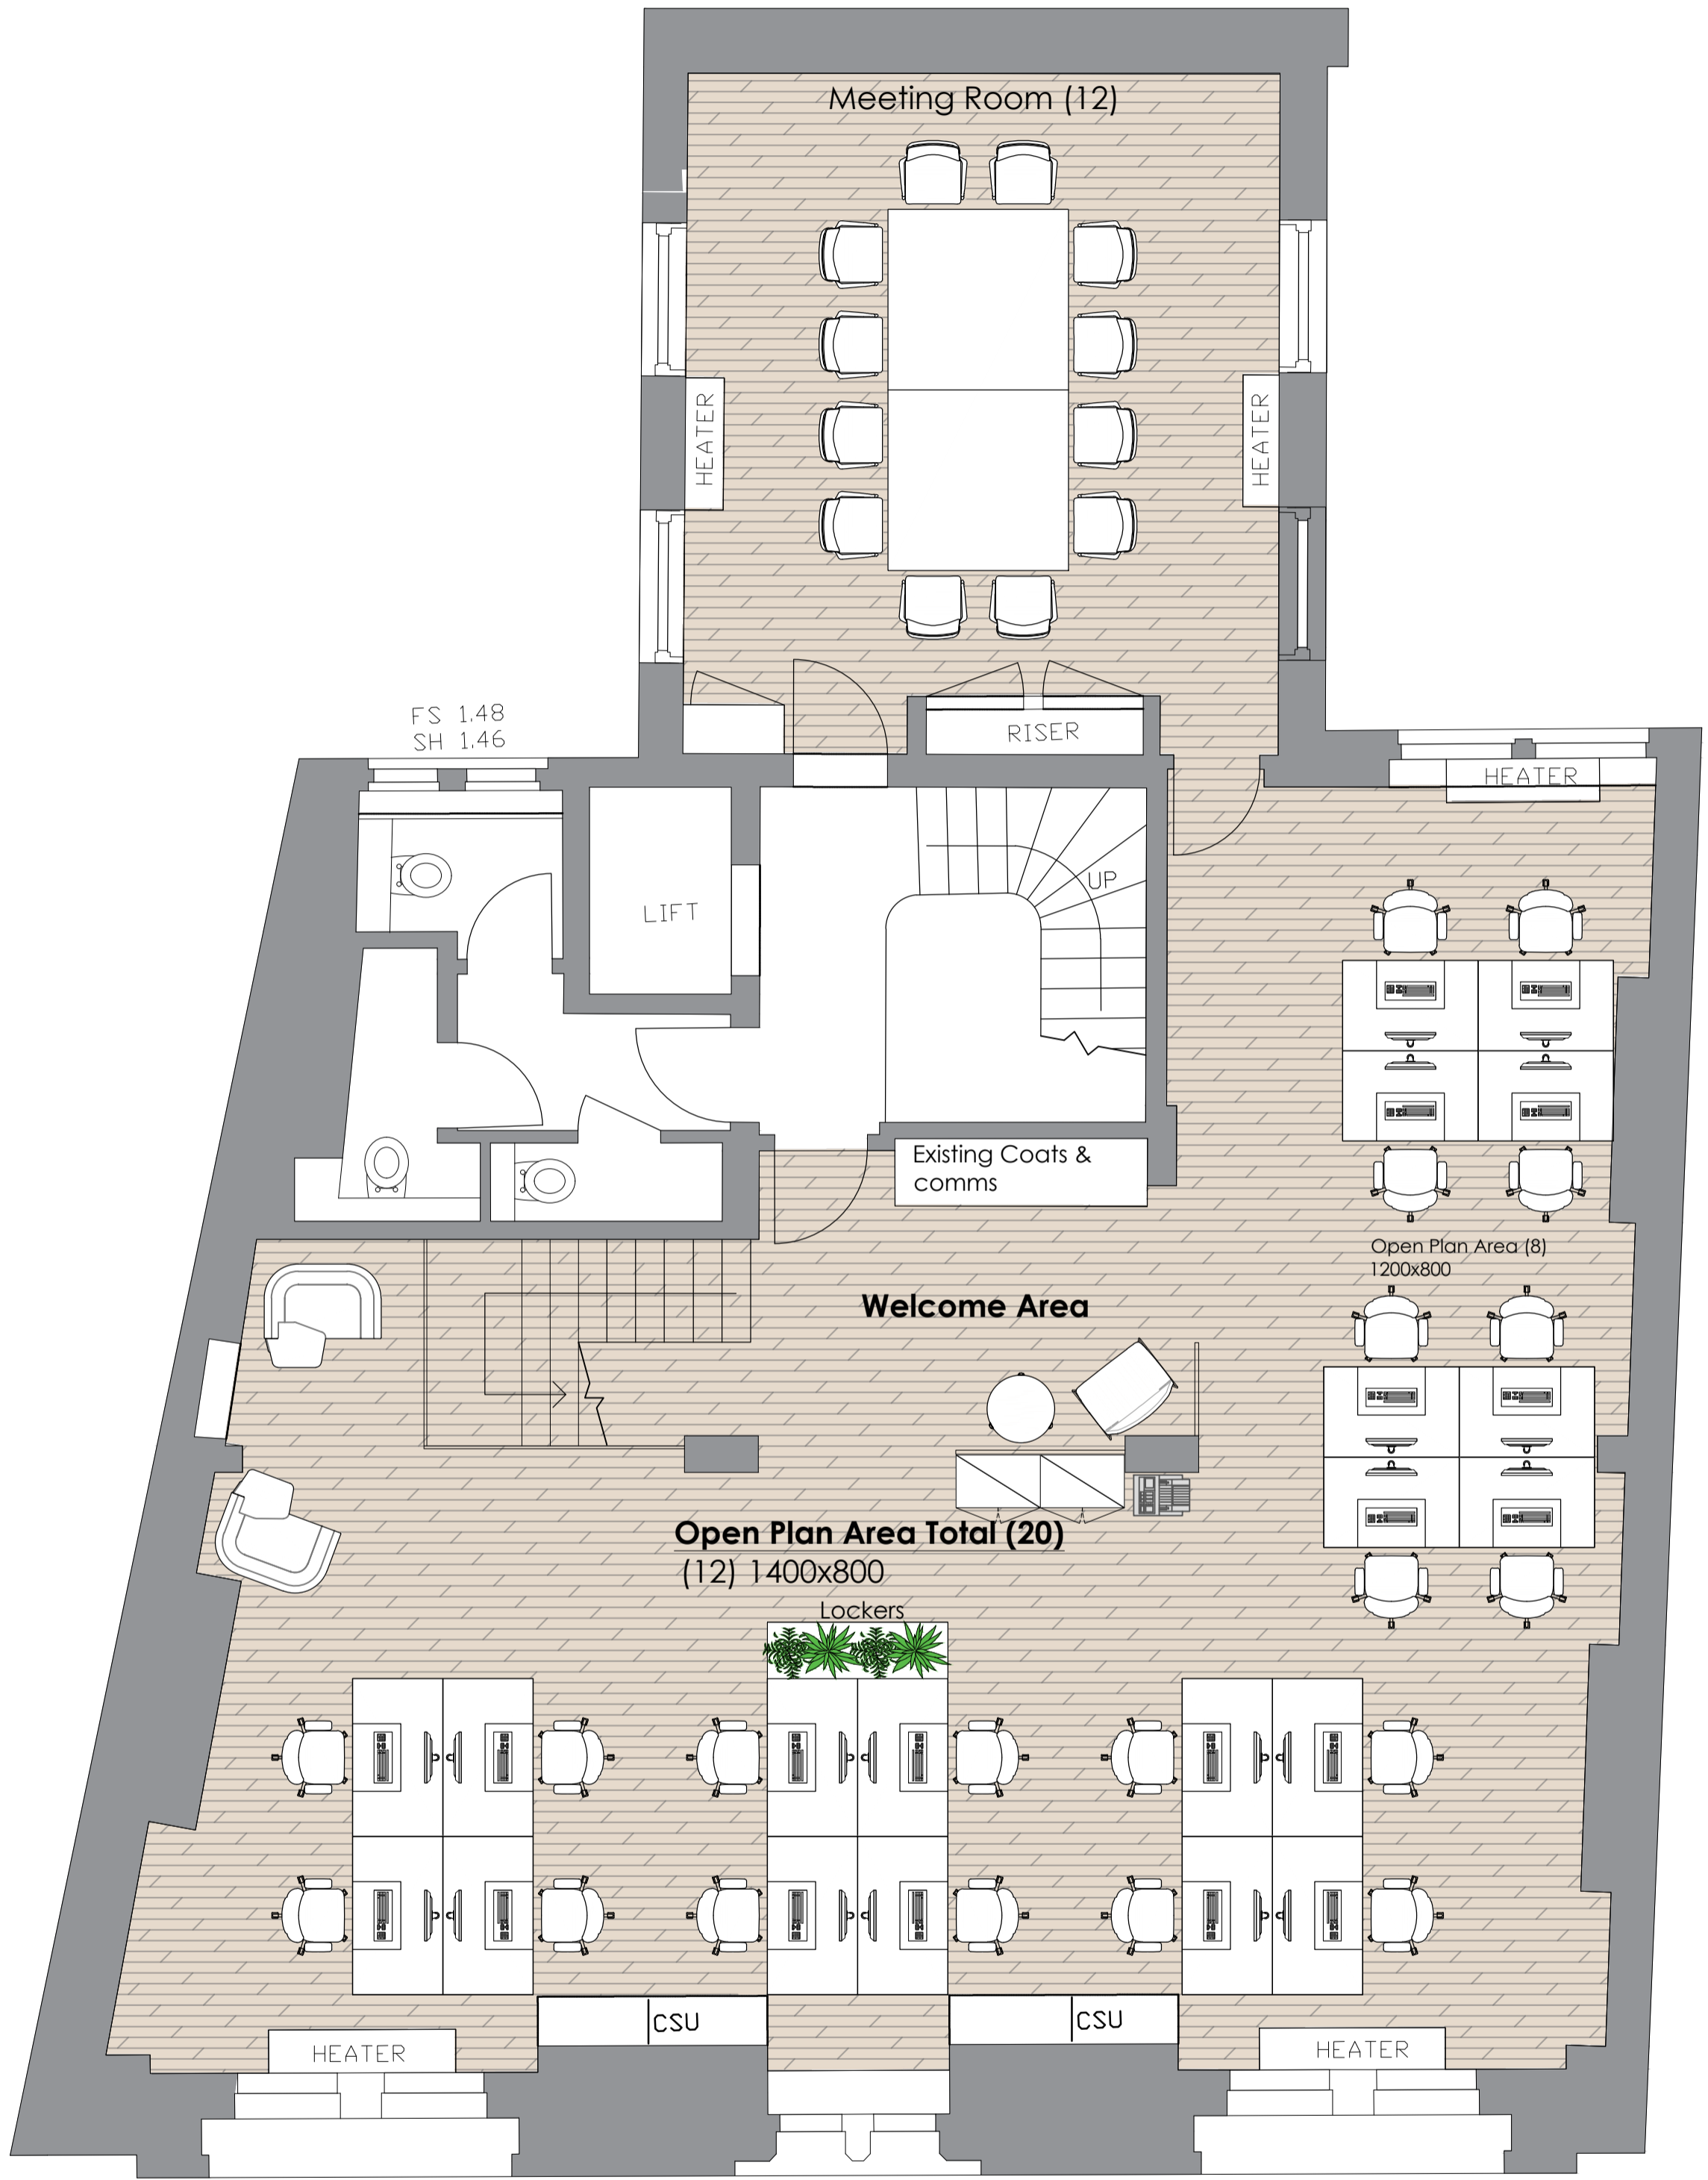 Meeting Room (12)
HEATER
HEATER
FS 1.48
SH 1.46
RISER
HEATER
LIFT
UP
Existing Coats &
comms
Open Plan Area (8)
1200x800
Welcome Area
Open Plan Area Total (20)
(12) 1400x800
Lockers
CSU
CSU
HEATER
HEATER